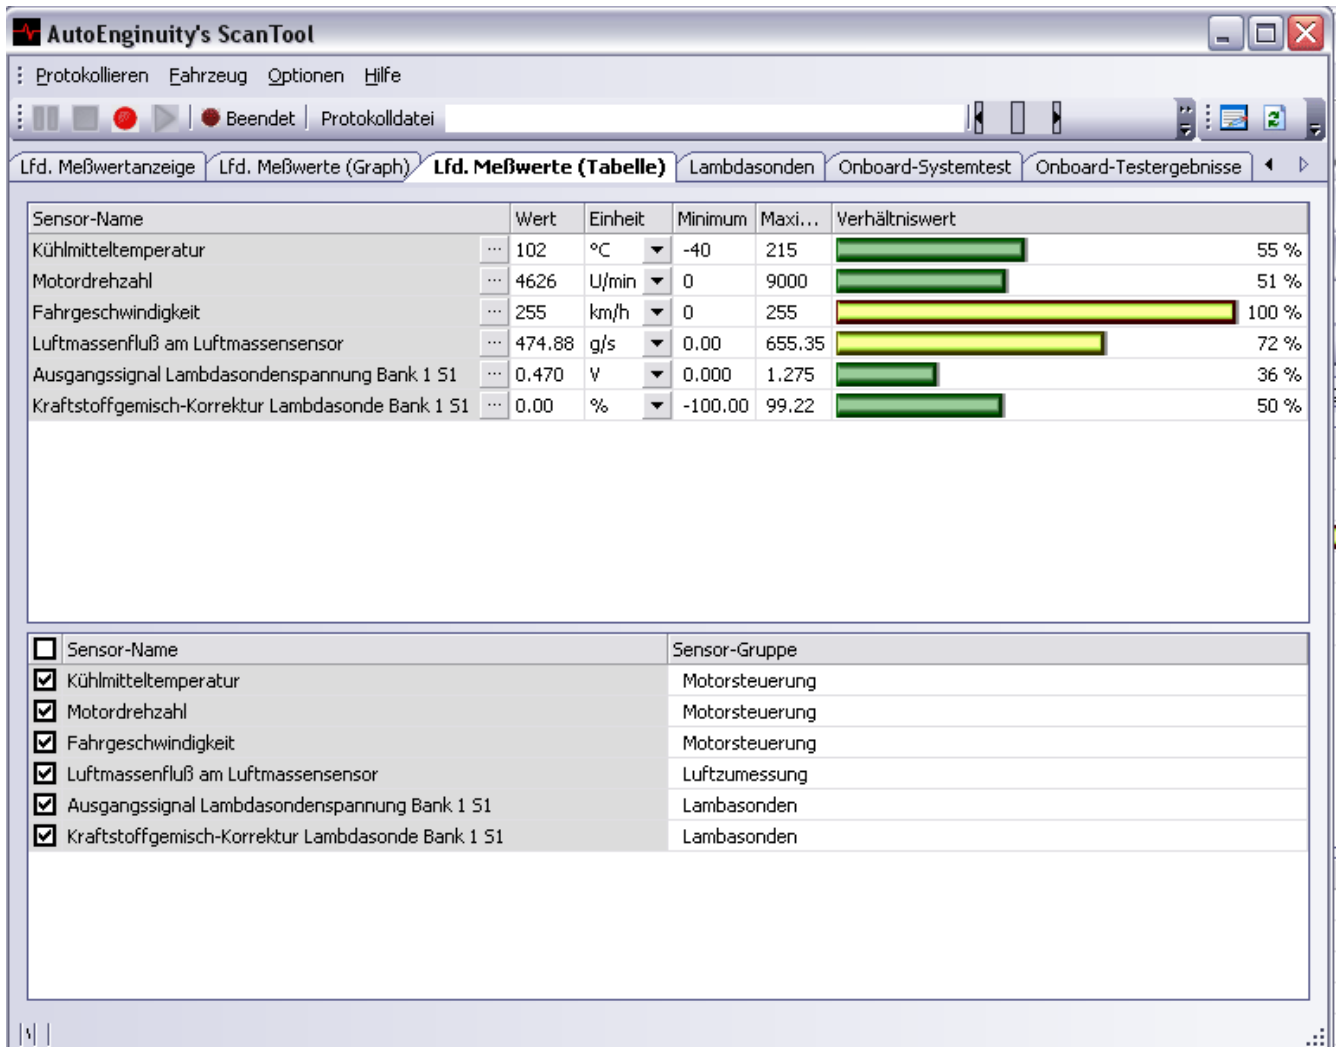 AutoEnginuity's ScanTool
Protokollieren Fahrzeug Optionen Hilfe
Beendet Protokolldatei
Lfd. Meßwertanzeige Lfd. Meßwerte (Graph) Lfd. Meßwerte (Tabelle) Lambdasonden Onboard-Systemtest Onboard-Testergebnisse
Sensor-Name Wert Einheit Minimum Maxi... Verhältniswert
Kühlmitteltemperatur ... 102 °C -40 215 55 %
Motordrehzahl ... 4626 U/min 0 9000 51 %
Fahrgeschwindigkeit ... 255 km/h 0 255 100 %
Luftmassenfluß am Luftmassensensor ... 474.88 g/s 0.00 655.35 72 %
Ausgangssignal Lambdasondenspannung Bank 1 S1 ... 0.470 V 0.000 1.275 36 %
Kraftstoffgemisch-Korrektur Lambdasonde Bank 1 S1 ... 0.00 % -100.00 99.22 50 %
Sensor-Name Sensor-Gruppe
Kühlmitteltemperatur Motorsteuerung
Motordrehzahl Motorsteuerung
Fahrgeschwindigkeit Motorsteuerung
Luftmassenfluß am Luftmassensensor Luftzumessung
Ausgangssignal Lambdasondenspannung Bank 1 S1 Lambasonden
Kraftstoffgemisch-Korrektur Lambdasonde Bank 1 S1 Lambasonden